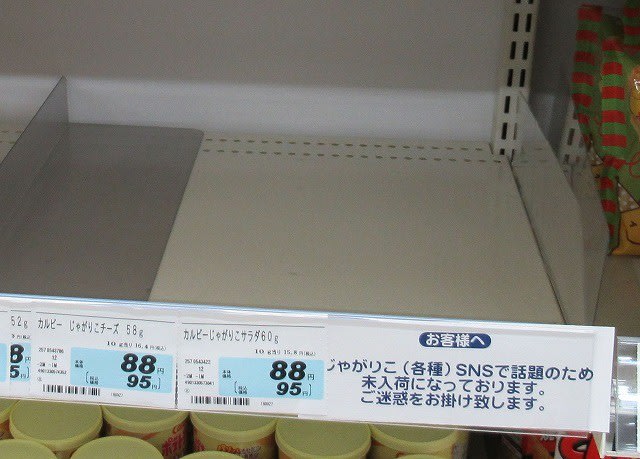 52g
カルビー じゃがりこチーズ 58g
10g当り16.4円(税込)
88円
95円
カルビーじゃがりこサラダ60g
10g当り15.8円(税込)
88円
95円
お客様へ
じゃがりこ(各種)SNSで話題のため
未入荷になっております。
ご迷惑をお掛け致します。